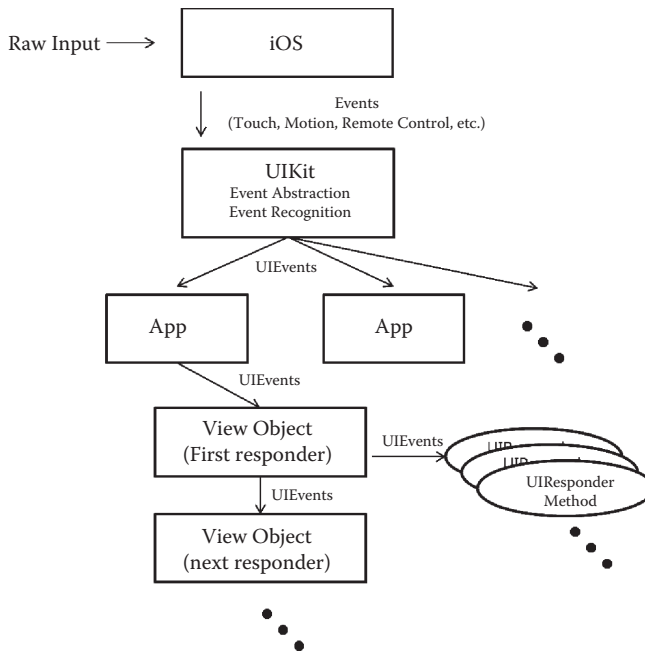 Raw Input
iOS
Events
(Touch, Motion, Remote Control, etc.)
UIKit
Event Abstraction
Event Recognition
UIEvents
App
App
UIEvents
View Object
(First responder)
UIEvents
UIResponder
Method
UIEvents
View Object
(next responder)